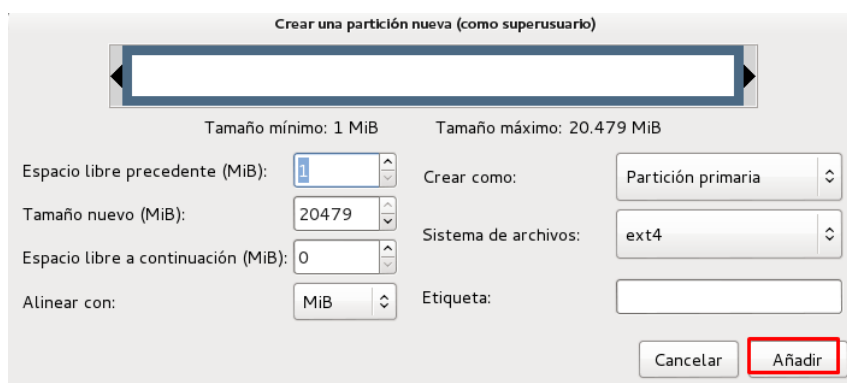 Crear una partición nueva (como superusuario)
Tamaño mínimo: 1 MiB Tamaño máximo: 20.479 MiB
Espacio libre precedente (MiB): 1
Tamaño nuevo (MiB): 20479
Espacio libre a continuación (MiB): 0
Alinear con: MiB
Crear como: Partición primaria
Sistema de archivos: ext4
Etiqueta:
Cancelar Añadir